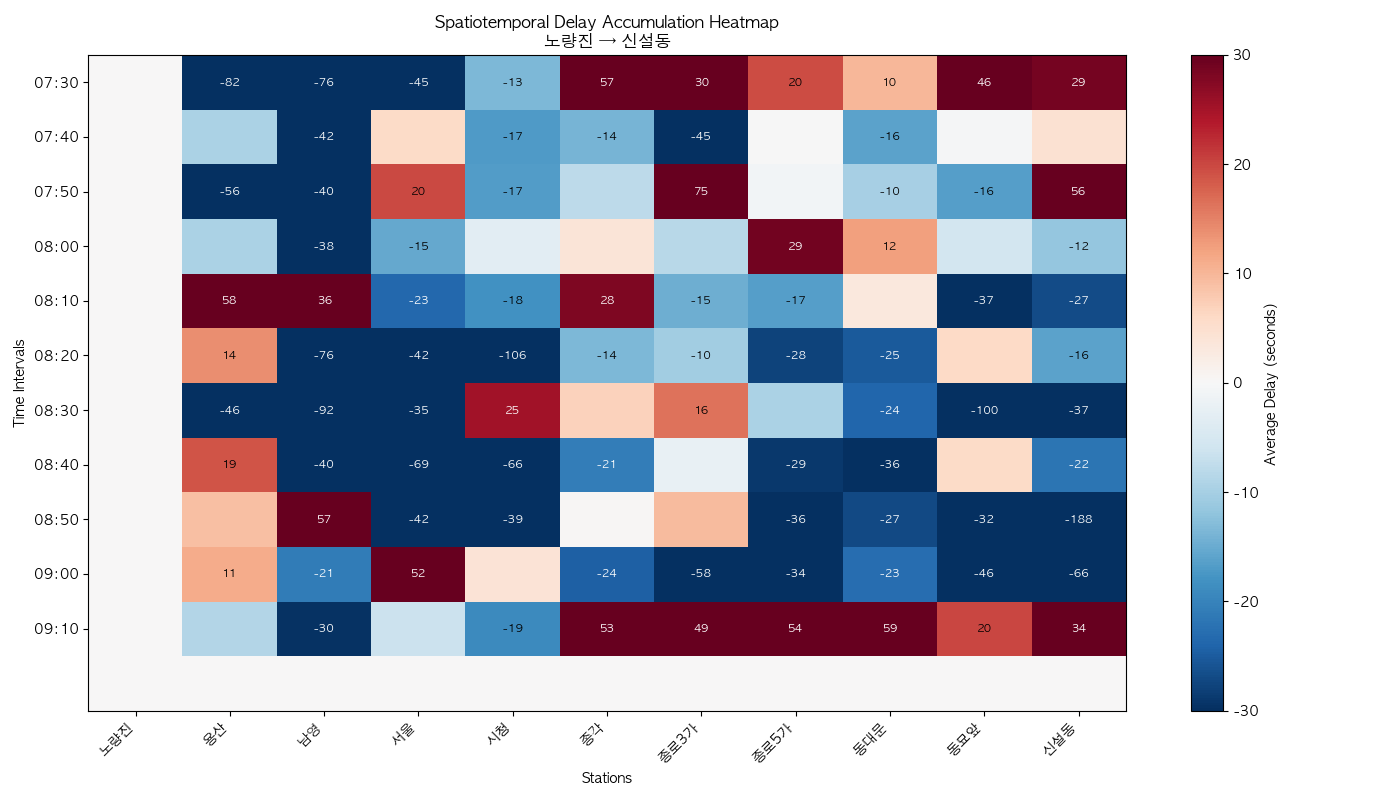 Spatiotemporal Delay Accumulation Heatmap
노량진 → 신설동
Time Intervals
07:30 -82 -76 -45 -13 57 30 20 10 46 29
07:40 -42 -17 -14 -45 -16
07:50 -56 -40 20 -17 75 -10 -16 56
08:00 -38 -15 29 12 -12
08:10 58 36 -23 -18 28 -15 -17 -37 -27
08:20 14 -76 -42 -106 -14 -10 -28 -25 -16
08:30 -46 -92 -35 25 16 -24 -100 -37
08:40 19 -40 -69 -66 -21 -29 -36 -22
08:50 57 -42 -39 -36 -27 -32 -188
09:00 11 -21 52 -24 -58 -34 -23 -46 -66
09:10 -30 -19 53 49 54 59 20 34
노량진 용산 남영 서울 시청 종각 종로3가 종로5가 동대문 동묘앞 신설동
Stations
30
20
10
0
-10
-20
-30
Average Delay (seconds)